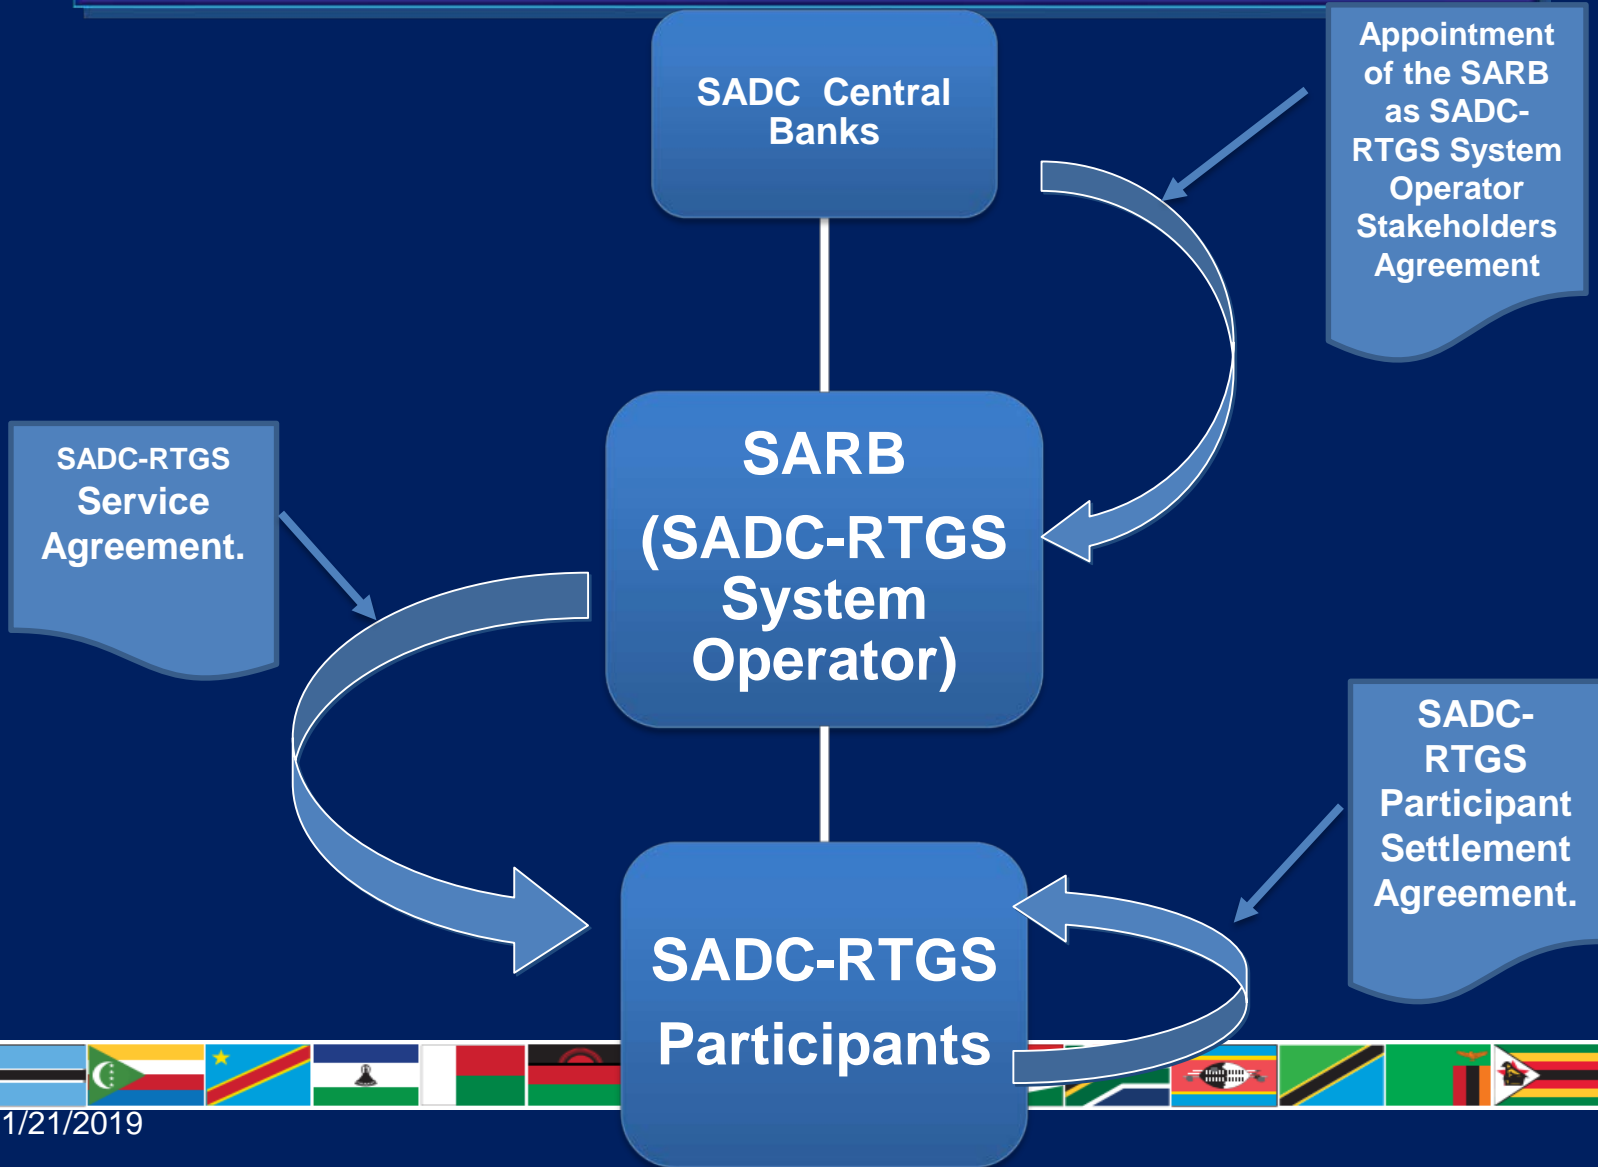 SADC Central
Banks
Appointment
of the SARB
as SADC-
RTGS System
Operator
Stakeholders
Agreement
SADC-RTGS
Service
Agreement.
SARB
(SADC-RTGS
System
Operator)
SADC-
RTGS
Participant
Settlement
Agreement.
SADC-RTGS
Participants
1/21/2019